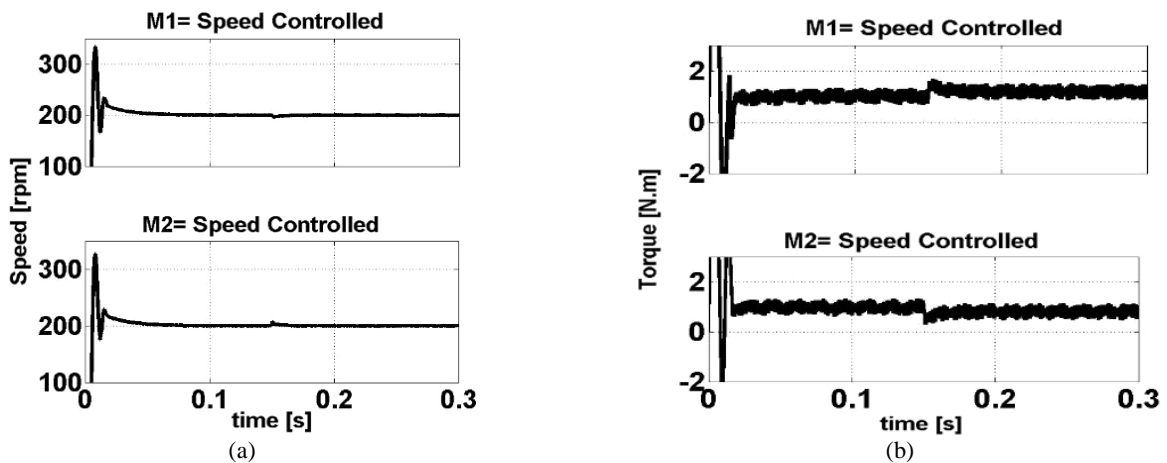 M1= Speed Controlled
300
200
100
Speed [rpm]
M2= Speed Controlled
300
200
100
0 0.1 0.2 0.3
time [s]
(a)
M1= Speed Controlled
2
0
-2
Torque [N.m]
M2= Speed Controlled
2
0
-2
0 0.1 0.2 0.3
time [s]
(b)